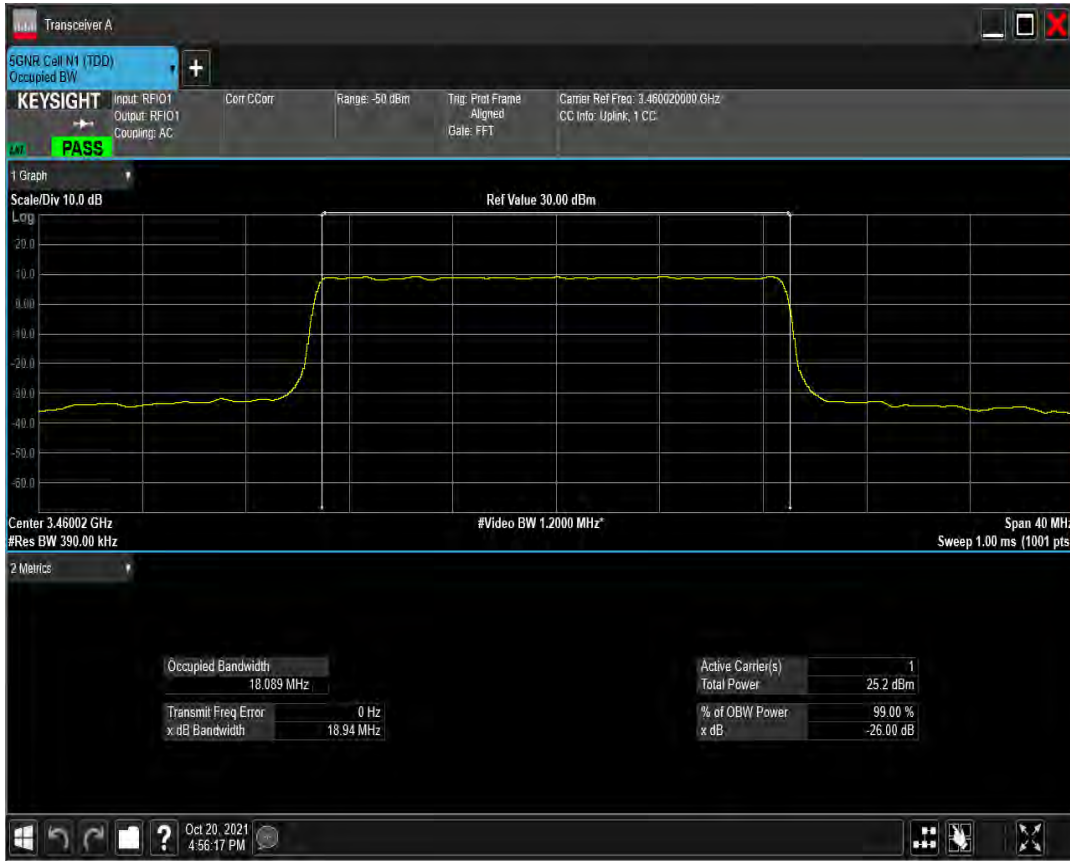 Transceiver A
5GNR Cell N1 (TDD)
Occupied BW
+
KEYSIGHT
PASS
Input: RFIO1
Output: RFIO1
Coupling: AC
Corr CCorr
Range: -50 dBm
Trig: Prot Frame
Aligned
Gate: FFT
Carrier Ref Freq: 3.460020000 GHz
CC Info: Uplink, 1 CC
1 Graph
Scale/Div 10.0 dB
Ref Value 30.00 dBm
Log
20.0
10.0
0.00
-10.0
-20.0
-30.0
-40.0
-50.0
-60.0
Center 3.46002 GHz
#Video BW 1.2000 MHz*
Span 40 MHz
#Res BW 390.00 kHz
Sweep 1.00 ms (1001 pts
2 Metrics
Occupied Bandwidth
18.089 MHz
Transmit Freq Error 0 Hz
x dB Bandwidth 18.94 MHz
Active Carrier(s) 1
Total Power 25.2 dBm
% of OBW Power 99.00 %
x dB -26.00 dB
?
Oct 20, 2021
4:56:17 PM